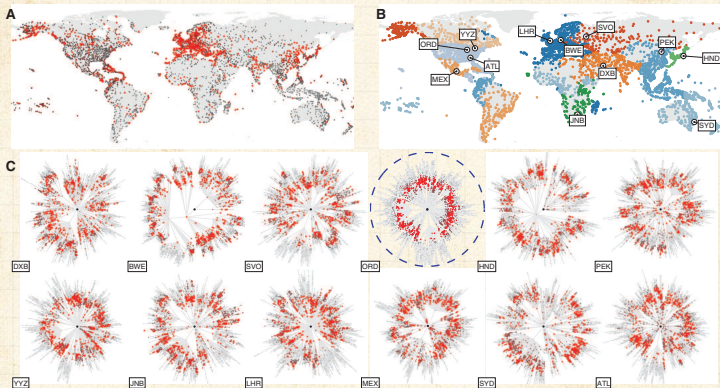 A
B
LHR
SVO
YYZ
PEK
ORD
BWE
HND
ATL
DXB
MEX
JNB
SYD
C
DXB
BWE
SVO
ORD
HND
PEK
YYZ
JNB
LHR
MEX
SYD
ATL